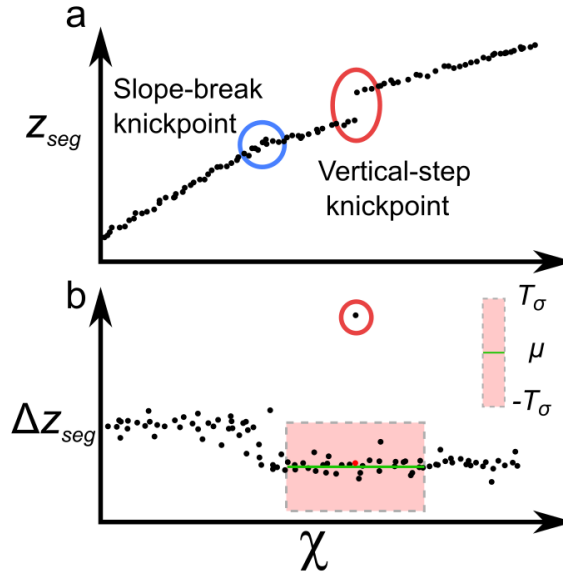 a
Slope-break
knickpoint
z_seg
Vertical-step
knickpoint
b
T_σ
μ
-T_σ
Δz_seg
χ